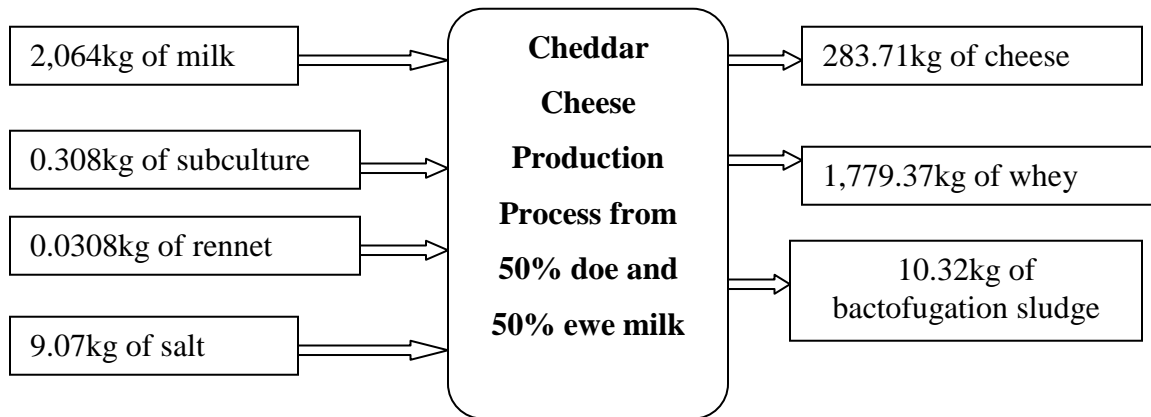 2,064kg of milk
0.308kg of subculture
0.0308kg of rennet
9.07kg of salt
Cheddar
Cheese
Production
Process from
50% doe and
50% ewe milk
283.71kg of cheese
1,779.37kg of whey
10.32kg of
bactofugation sludge